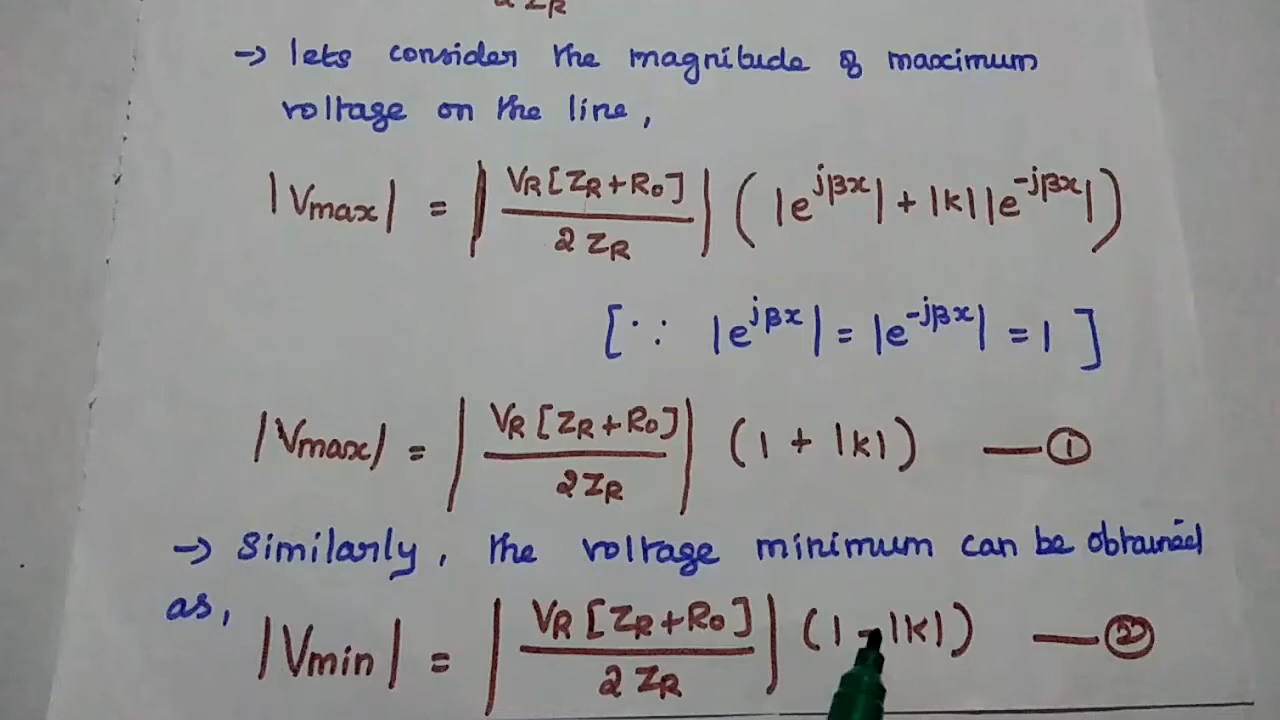 2ZR
→ lets consider the magnitude of maximum
voltage on the line,
|Vmax| = |VR[ZR+R0]/2ZR| (|e^jβx| + |k||e^-jβx|)
[∵ |e^jβx| = |e^-jβx| = 1]
|Vmax| = |VR[ZR+R0]/2ZR| (1 + |k|) —①
→ Similarly, the voltage minimum can be obtained
as,
|Vmin| = |VR[ZR+R0]/2ZR| (1-|k|) —②